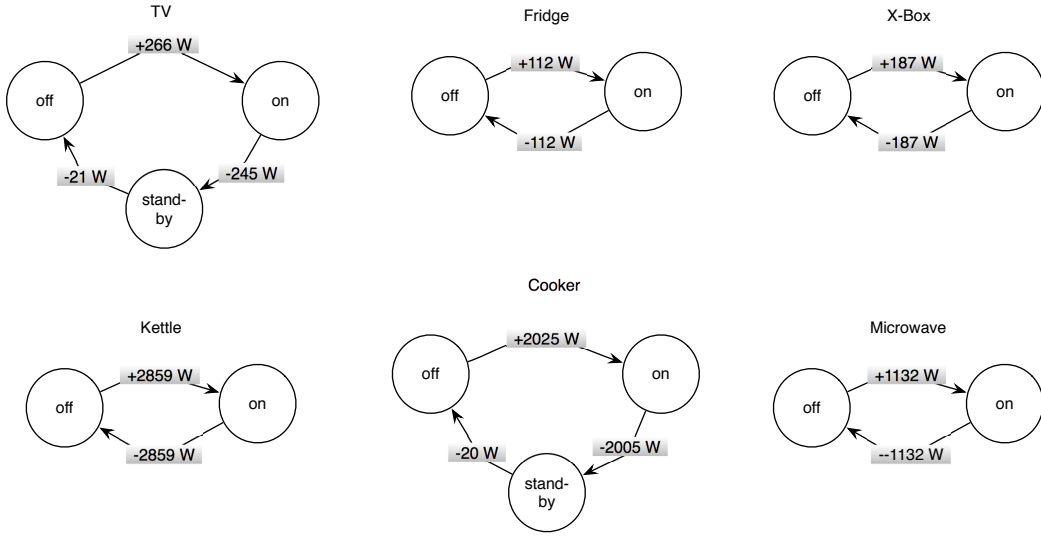 TV
+266 W
off
on
-21 W
-245 W
stand-
by
Fridge
+112 W
off
on
-112 W
X-Box
+187 W
off
on
-187 W
Kettle
+2859 W
off
on
-2859 W
Cooker
+2025 W
off
on
-20 W
-2005 W
stand-
by
Microwave
+1132 W
off
on
--1132 W